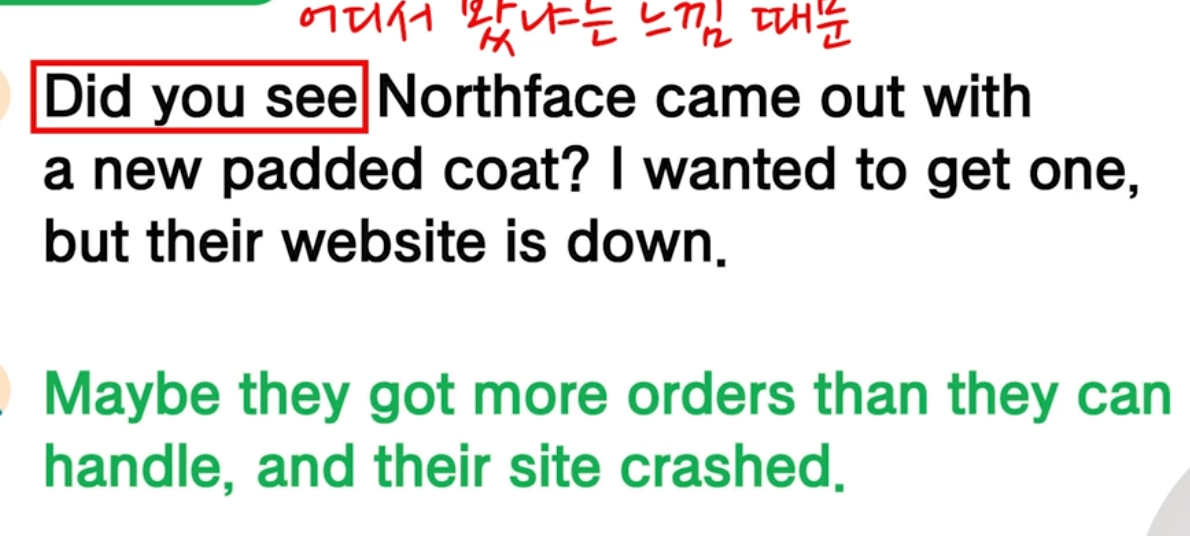 어디서 봤냐는 느낌 때문
Did you see Northface came out with
a new padded coat? I wanted to get one,
but their website is down.
Maybe they got more orders than they can
handle, and their site crashed.